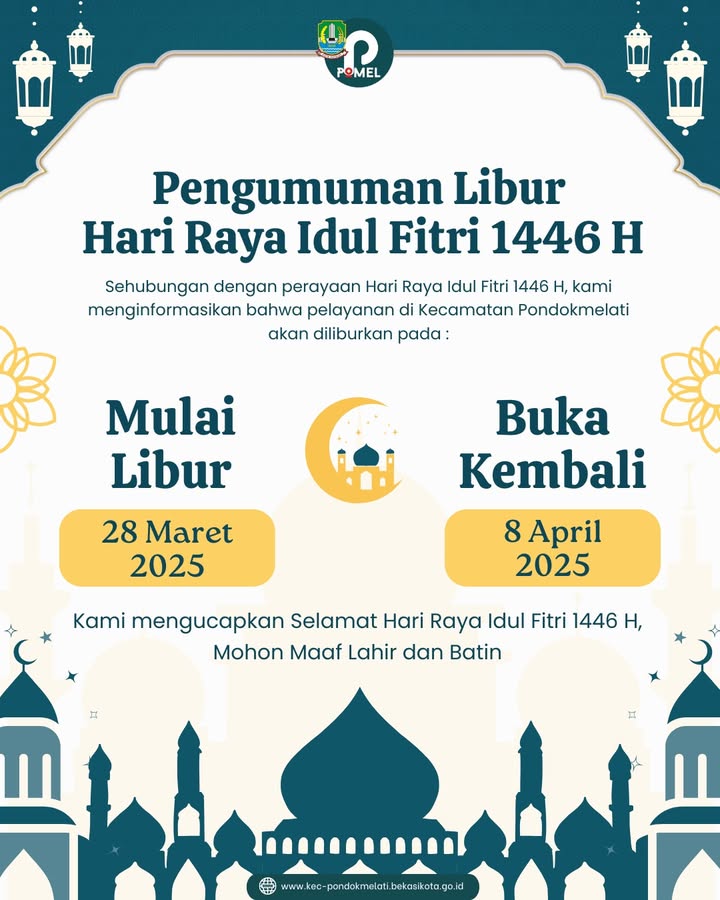 POMEL
Pengumuman Libur
Hari Raya Idul Fitri 1446 H
Sehubungan dengan perayaan Hari Raya Idul Fitri 1446 H, kami
menginformasikan bahwa pelayanan di Kecamatan Pondokmelati
akan diliburkan pada :
Mulai
Libur
28 Maret
2025
Buka
Kembali
8 April
2025
Kami mengucapkan Selamat Hari Raya Idul Fitri 1446 H,
Mohon Maaf Lahir dan Batin
www.kec-pondokmelati.bekasikota.go.id